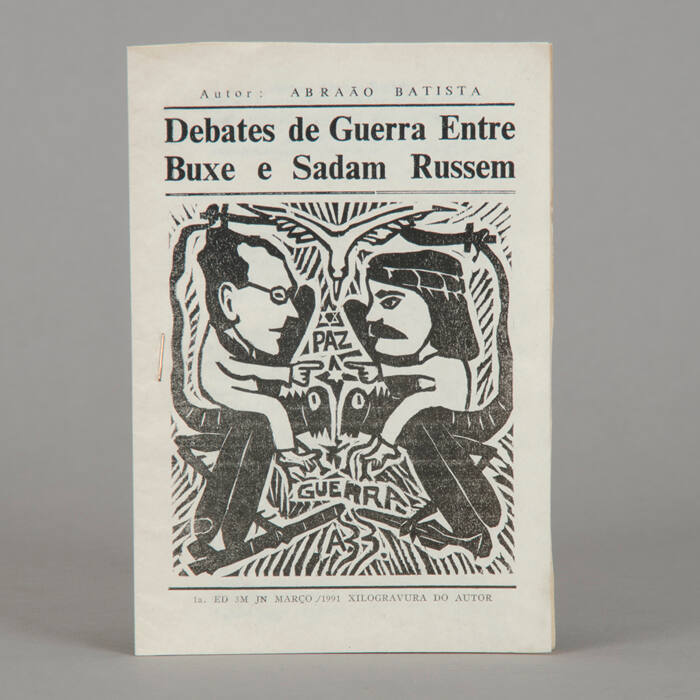 Autor: ABRAÃO BATISTA
Debates de Guerra Entre
Buxe e Sadam Russem
PAZ
GUERRA
1a. ED 3M JN MARÇO/1991 XILOGRAVURA DO AUTOR